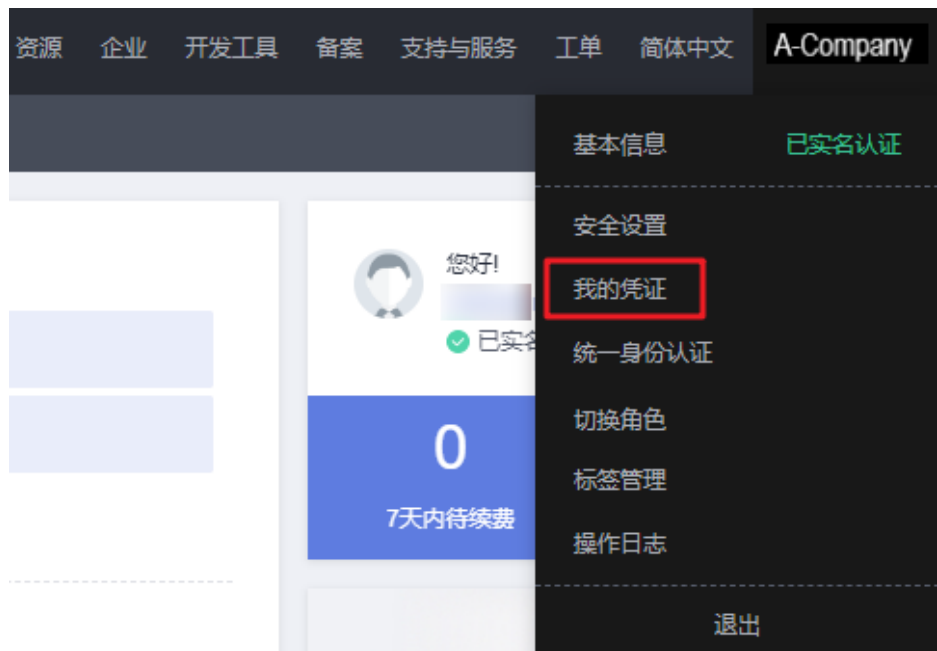 资源 企业 开发工具 备案 支持与服务 工单 简体中文 A-Company
基本信息 已实名认证
安全设置
您好!
我的凭证
已实名
统一身份认证
切换角色
0
标签管理
7天内待续费
操作日志
退出